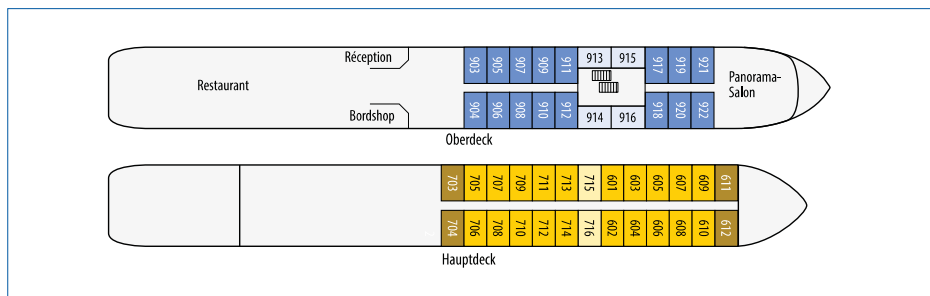 Réception
913 915
903 905 907 909 911
917 919 921
Restaurant
Panorama-
Salon
904 906 908 910 912
918 920 922
Bordshop
914 916
Oberdeck
703 705 707 709 711 713 715 601 603 605 607 609 611
704 706 708 710 712 714 716 602 604 606 608 610 612
Hauptdeck